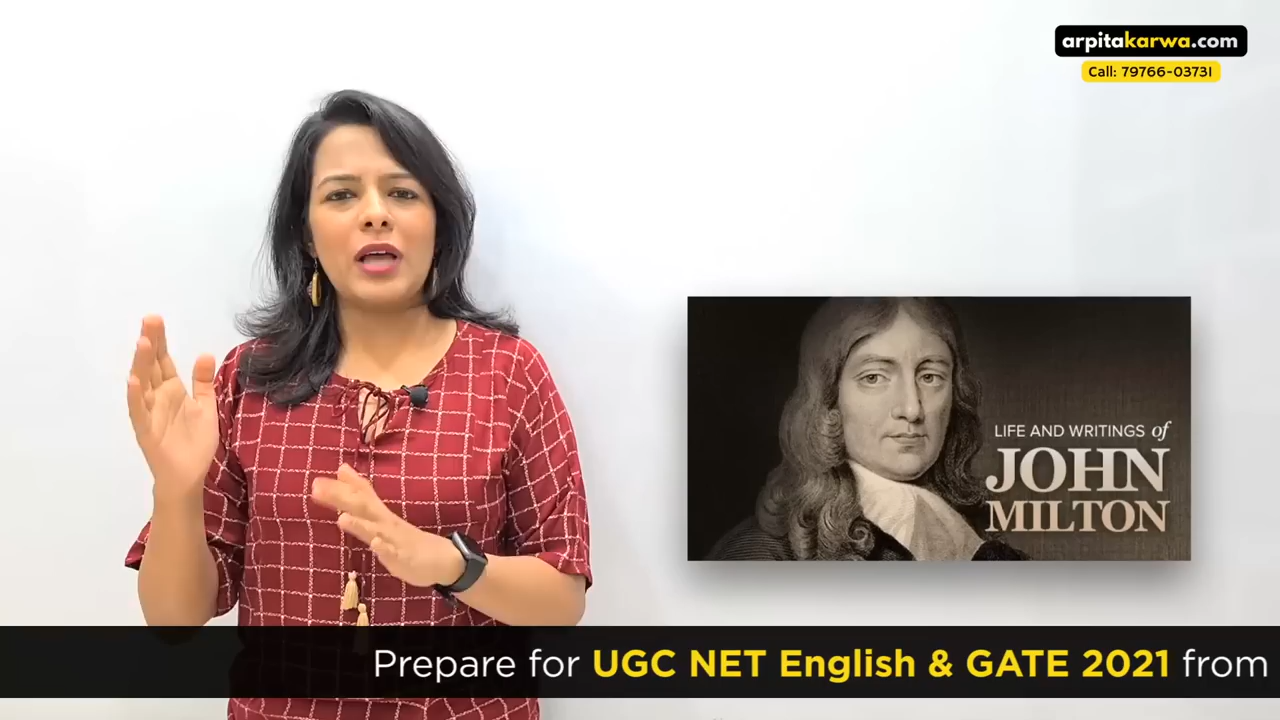 arpitakarwa.com
Call: 79766-03731
LIFE AND WRITINGS of
JOHN
MILTON
Prepare for UGC NET English & GATE 2021 from